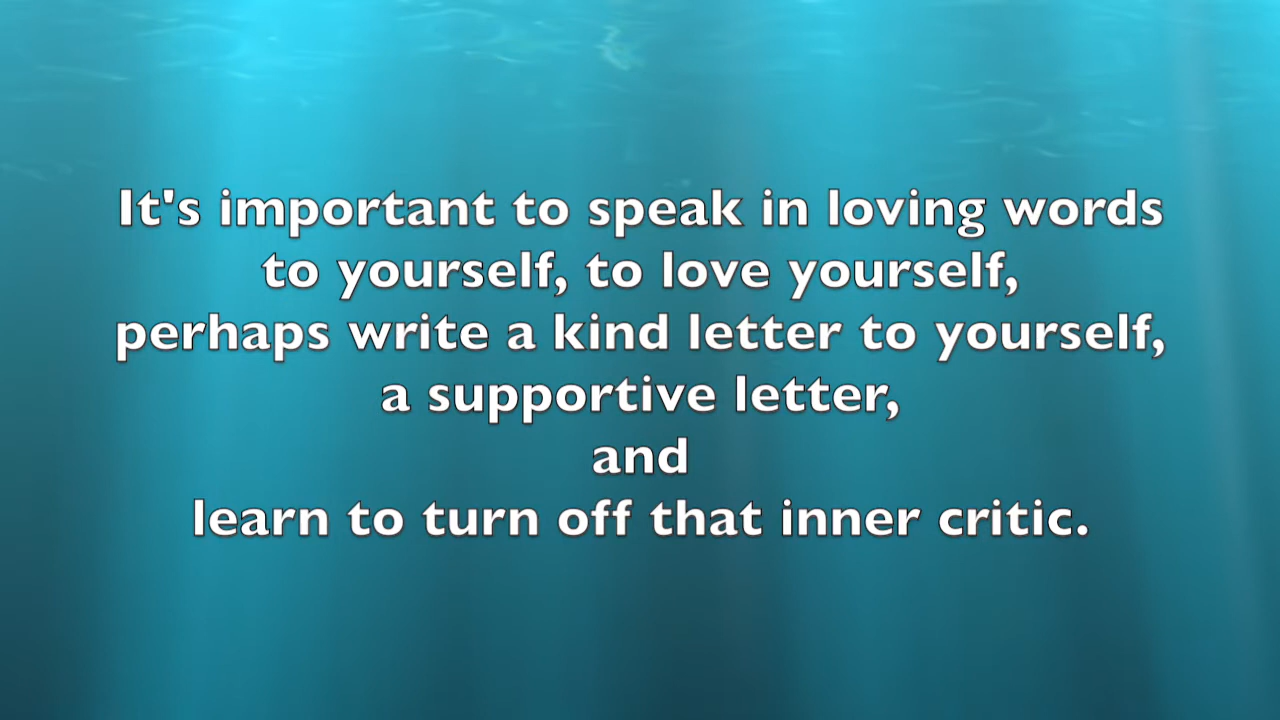 It's important to speak in loving words
to yourself, to love yourself,
perhaps write a kind letter to yourself,
a supportive letter,
and
learn to turn off that inner critic.